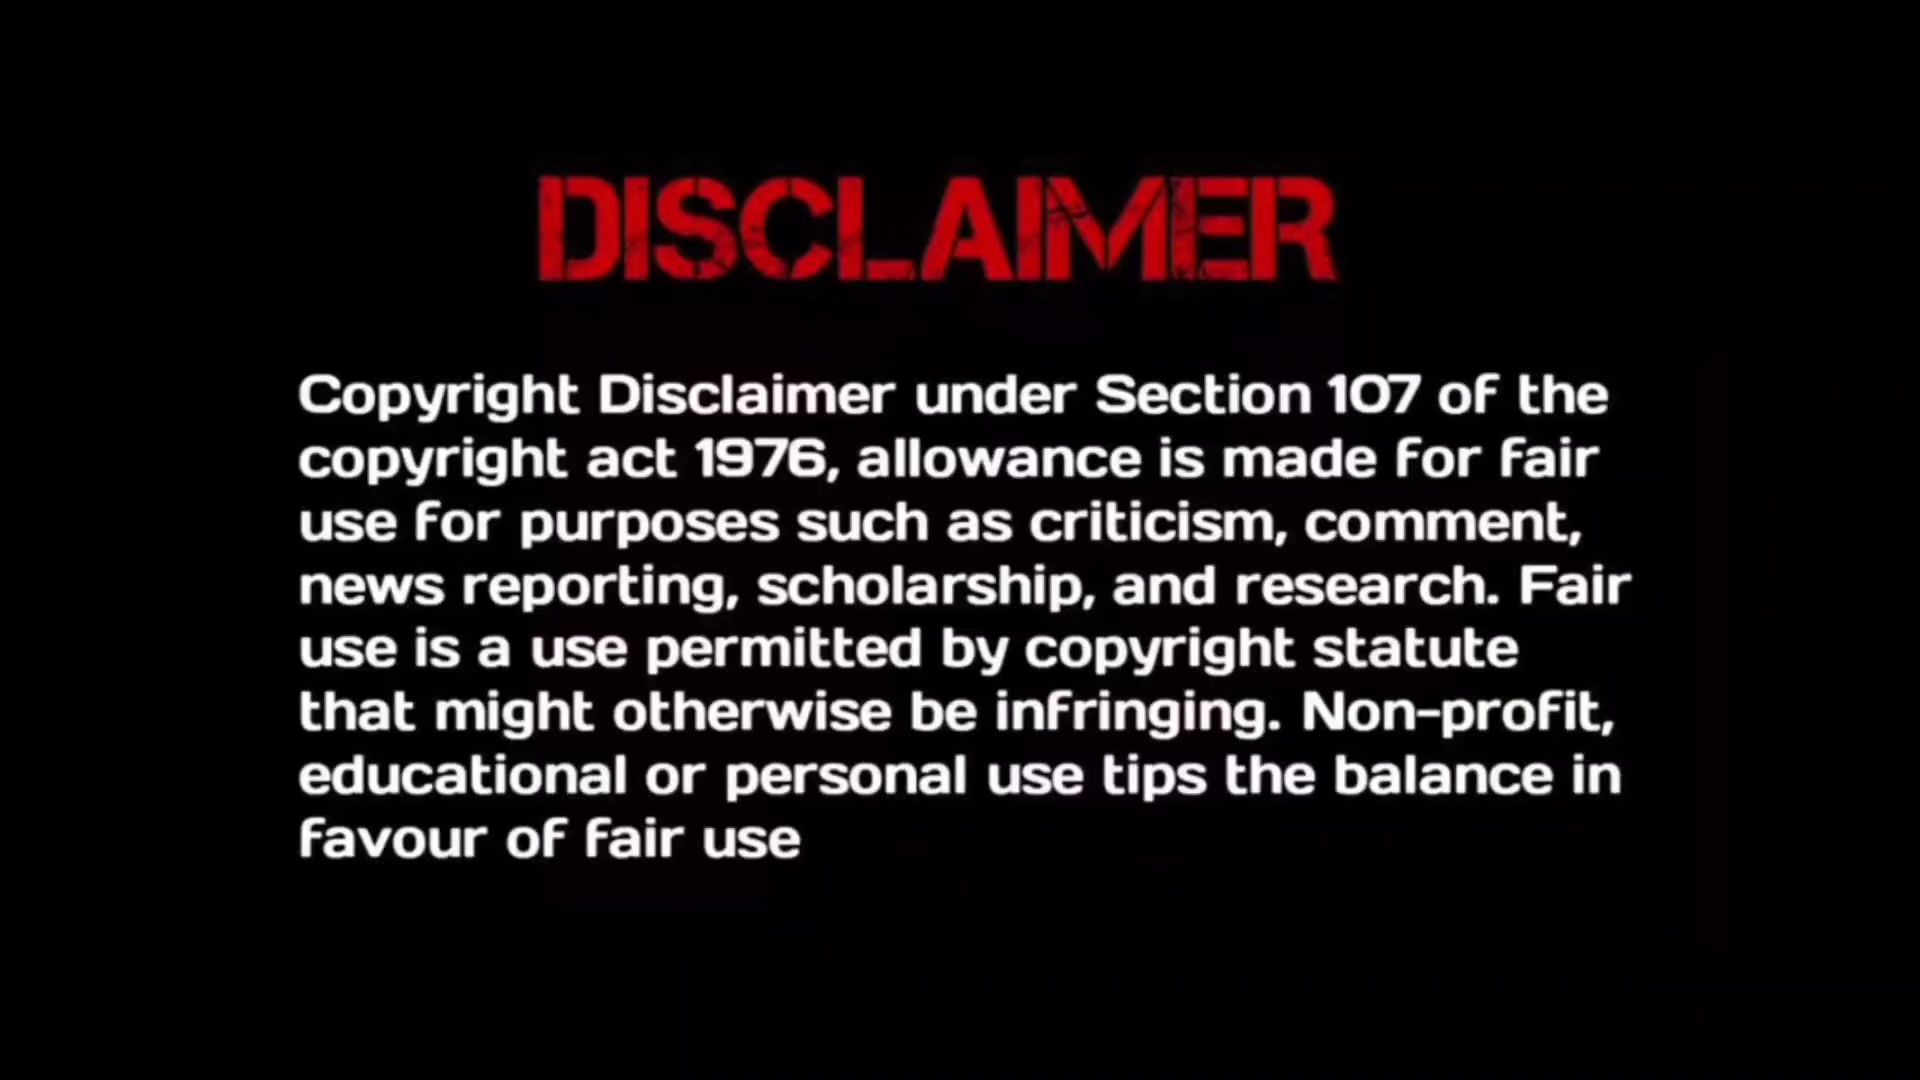 DISCLAIMER
Copyright Disclaimer under Section 107 of the
copyright act 1976, allowance is made for fair
use for purposes such as criticism, comment,
news reporting, scholarship, and research. Fair
use is a use permitted by copyright statute
that might otherwise be infringing. Non-profit,
educational or personal use tips the balance in
favour of fair use